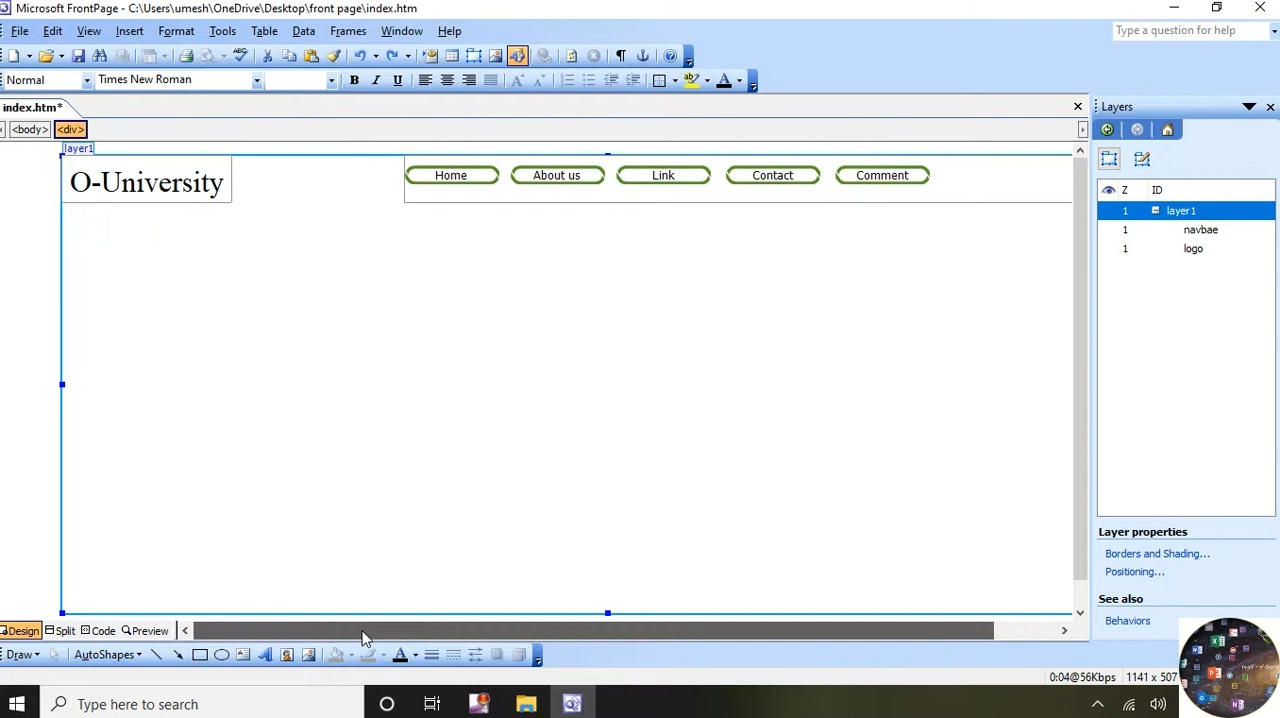 Microsoft FrontPage - C:\Users\umesh\OneDrive\Desktop\front page\index.htm
File Edit View Insert Format Tools Table Data Frames Window Help
Type a question for help
Normal Times New Roman B I U A
index.htm*
<body> <div>
layer1
O-University
Home About us Link Contact Comment
Layers
Z ID
1 layer1
1 navbae
1 logo
Layer properties
Borders and Shading...
Positioning...
See also
Behaviors
Design Split Code Preview
Draw AutoShapes A
0:04@56Kbps 1141 x 507
Type here to search